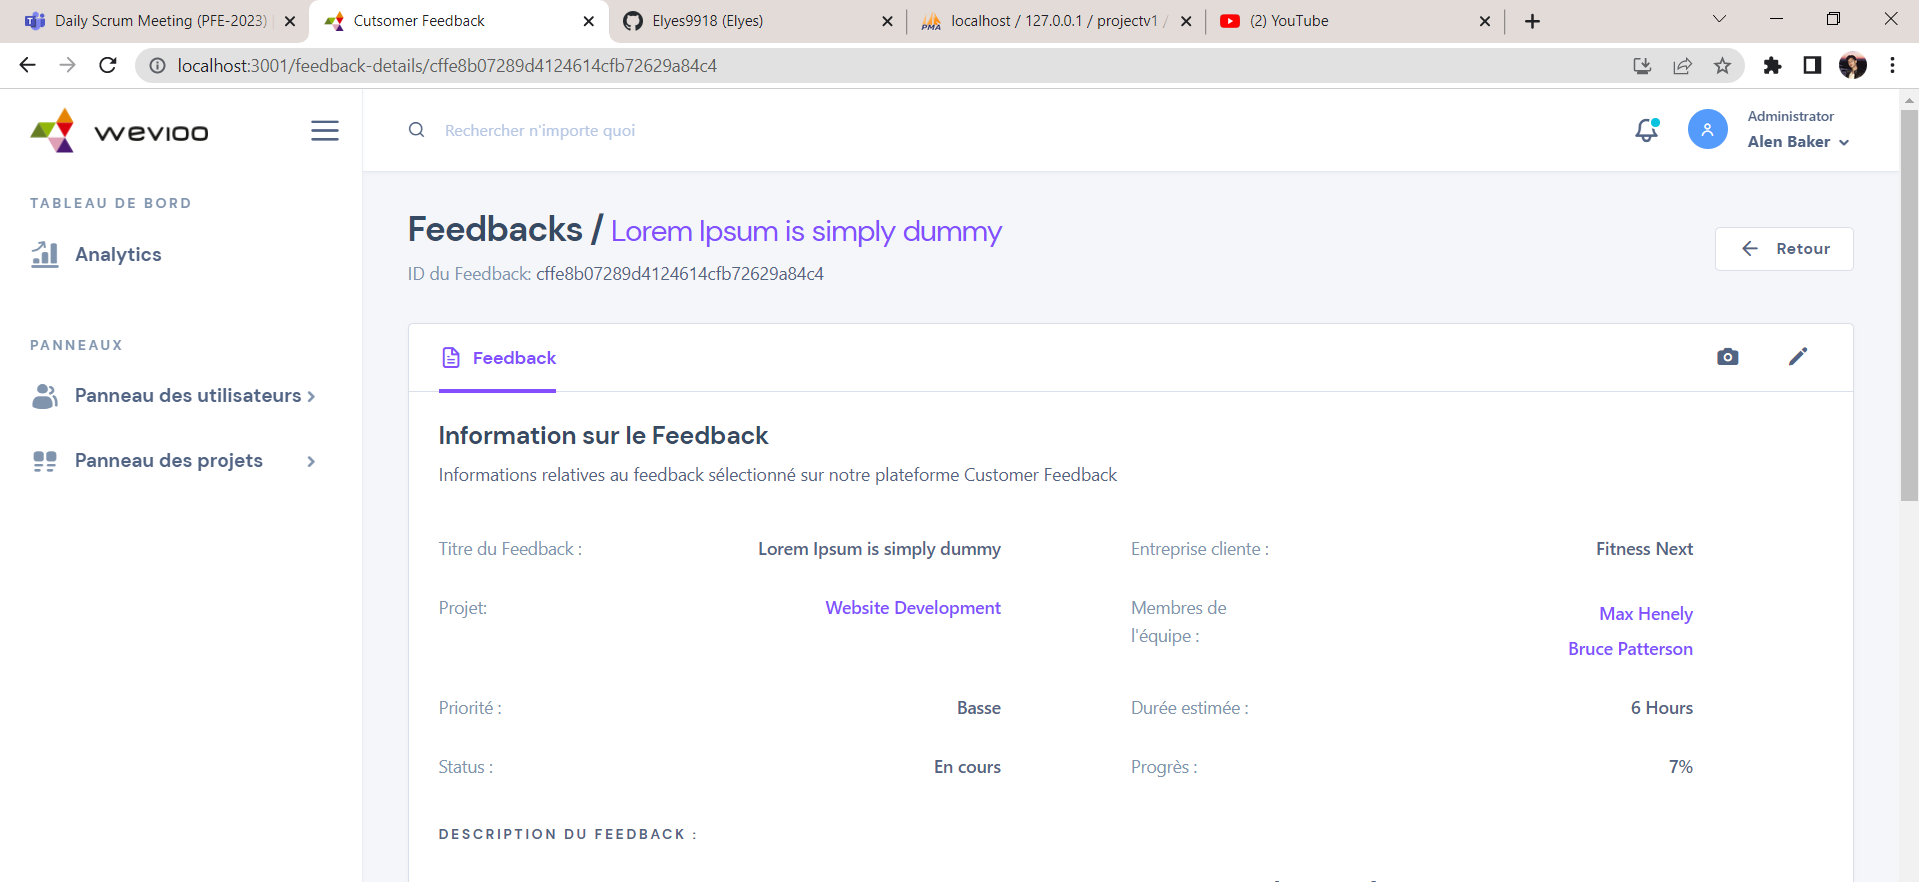 Daily Scrum Meeting (PFE-2023)
Cutsomer Feedback
Elyes9918 (Elyes)
localhost / 127.0.0.1 / projectv1 /
(2) YouTube
localhost:3001/feedback-details/cffe8b07289d4124614cfb72629a84c4
wevioo
Rechercher n'importe quoi
Administrator
Alen Baker
TABLEAU DE BORD
Analytics
PANNEAUX
Panneau des utilisateurs
Panneau des projets
Feedbacks / Lorem Ipsum is simply dummy
ID du Feedback: cffe8b07289d4124614cfb72629a84c4
Retour
Feedback
Information sur le Feedback
Informations relatives au feedback sélectionné sur notre plateforme Customer Feedback
Titre du Feedback : Lorem Ipsum is simply dummy
Entreprise cliente : Fitness Next
Projet: Website Development
Membres de
l'équipe :
Max Henely
Bruce Patterson
Priorité : Basse
Durée estimée : 6 Hours
Status : En cours
Progrès : 7%
DESCRIPTION DU FEEDBACK :